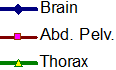 Brain
Abd. Pelv.
Thorax